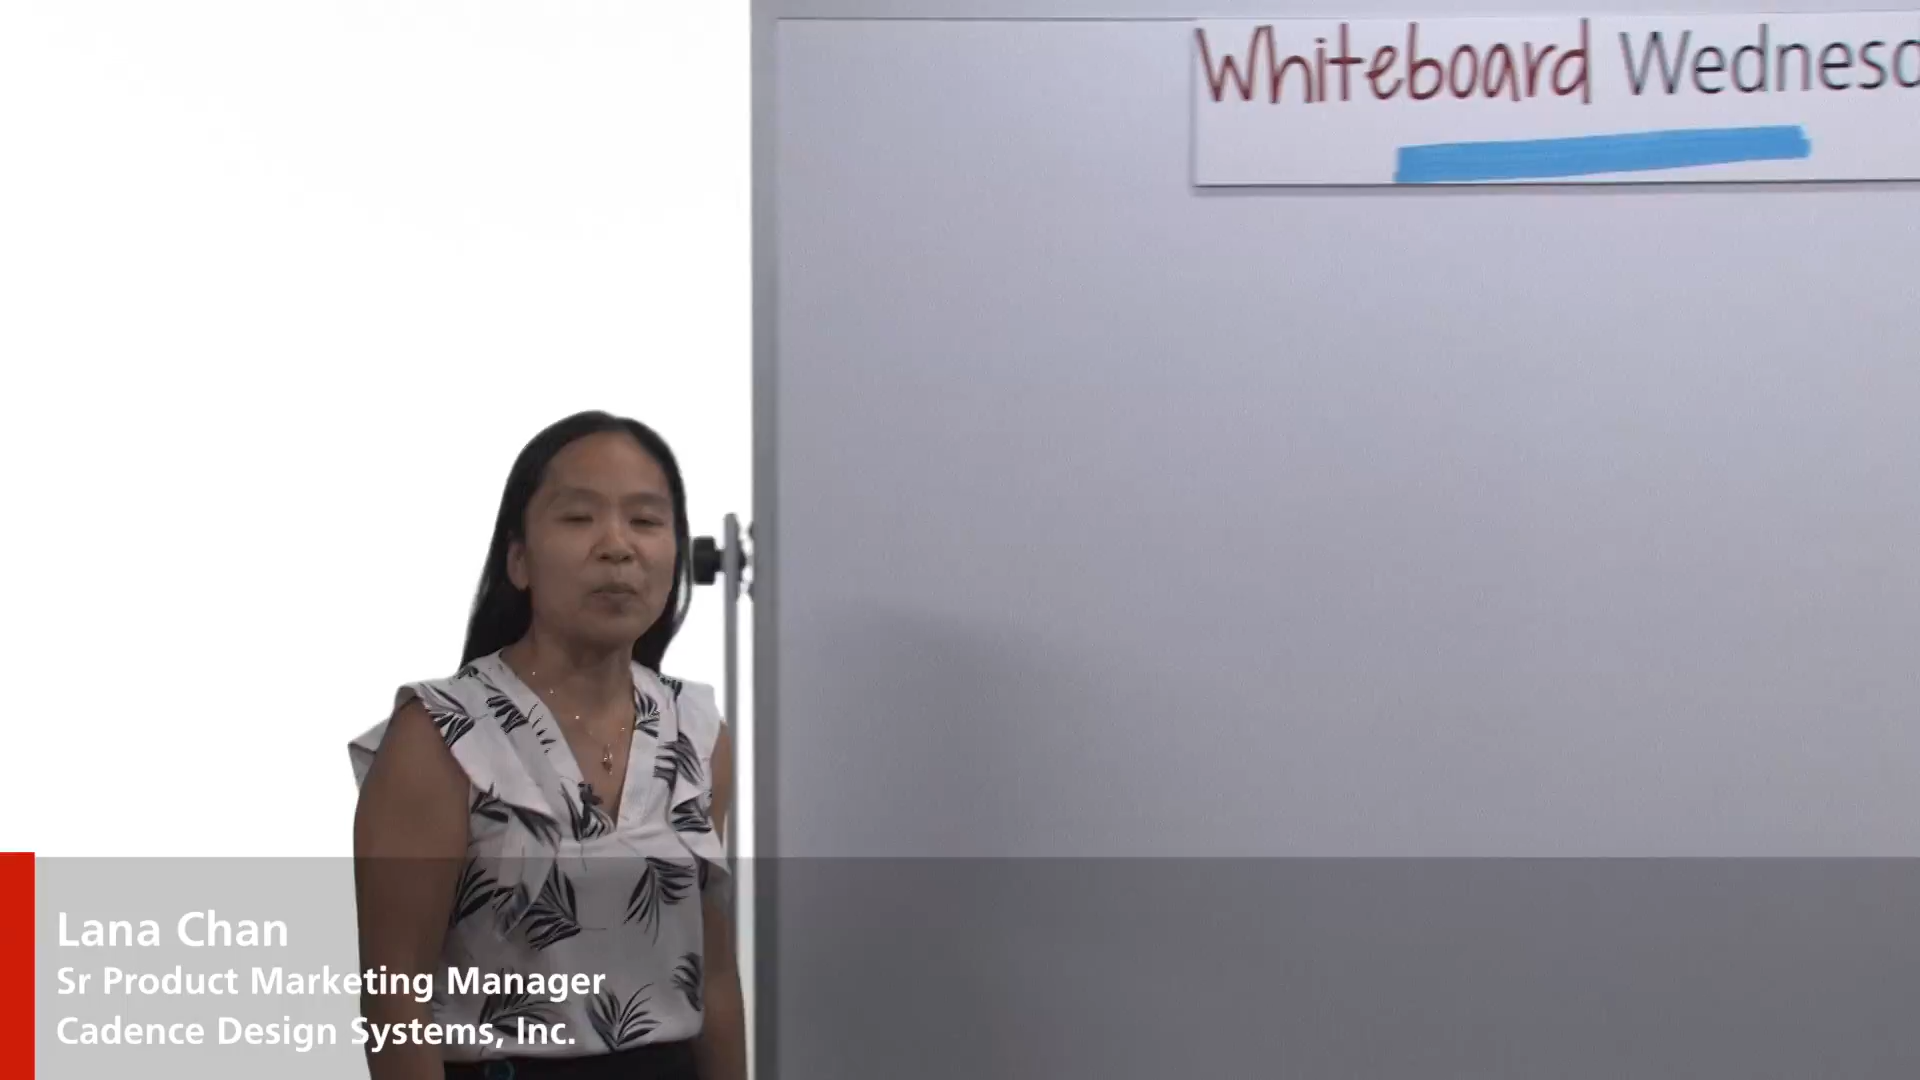 Whiteboard Wednesd
Lana Chan
Sr Product Marketing Manager
Cadence Design Systems, Inc.